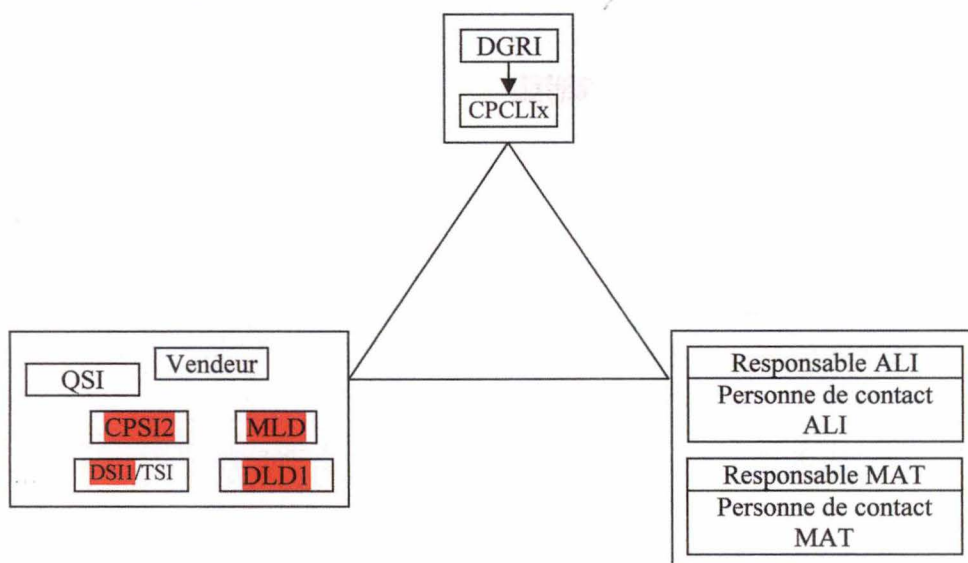 DGRI
CPCLIx
QSI
Vendeur
CPSI2
MLD
DSI1/TSI
DLD1
Responsable ALI
Personne de contact
ALI
Responsable MAT
Personne de contact
MAT